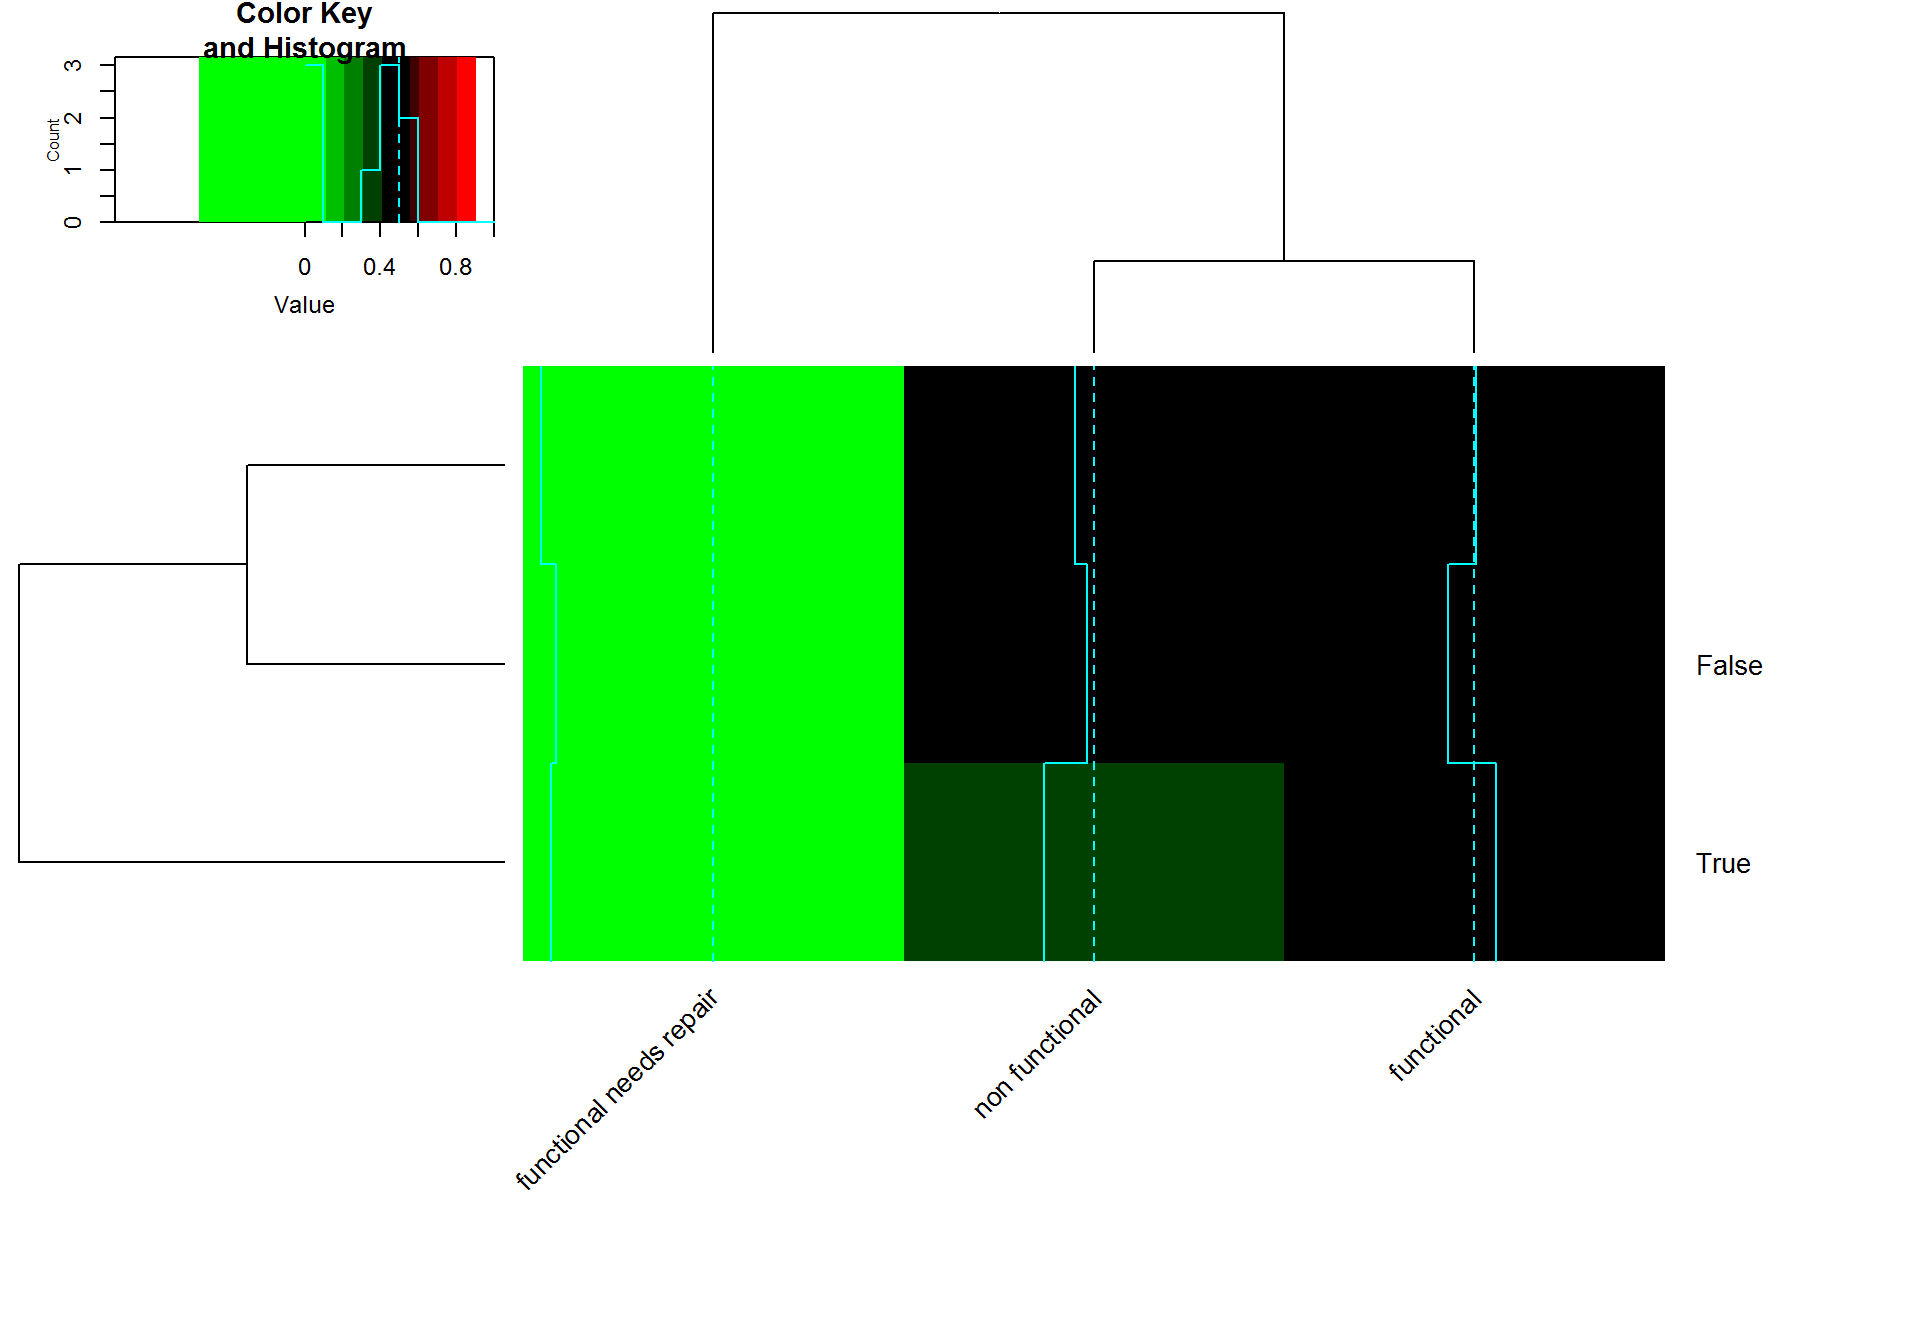 Color Key
and Histogram
Count
0 1 2 3
0 0.4 0.8
Value
False
True
functional needs repair
non functional
functional